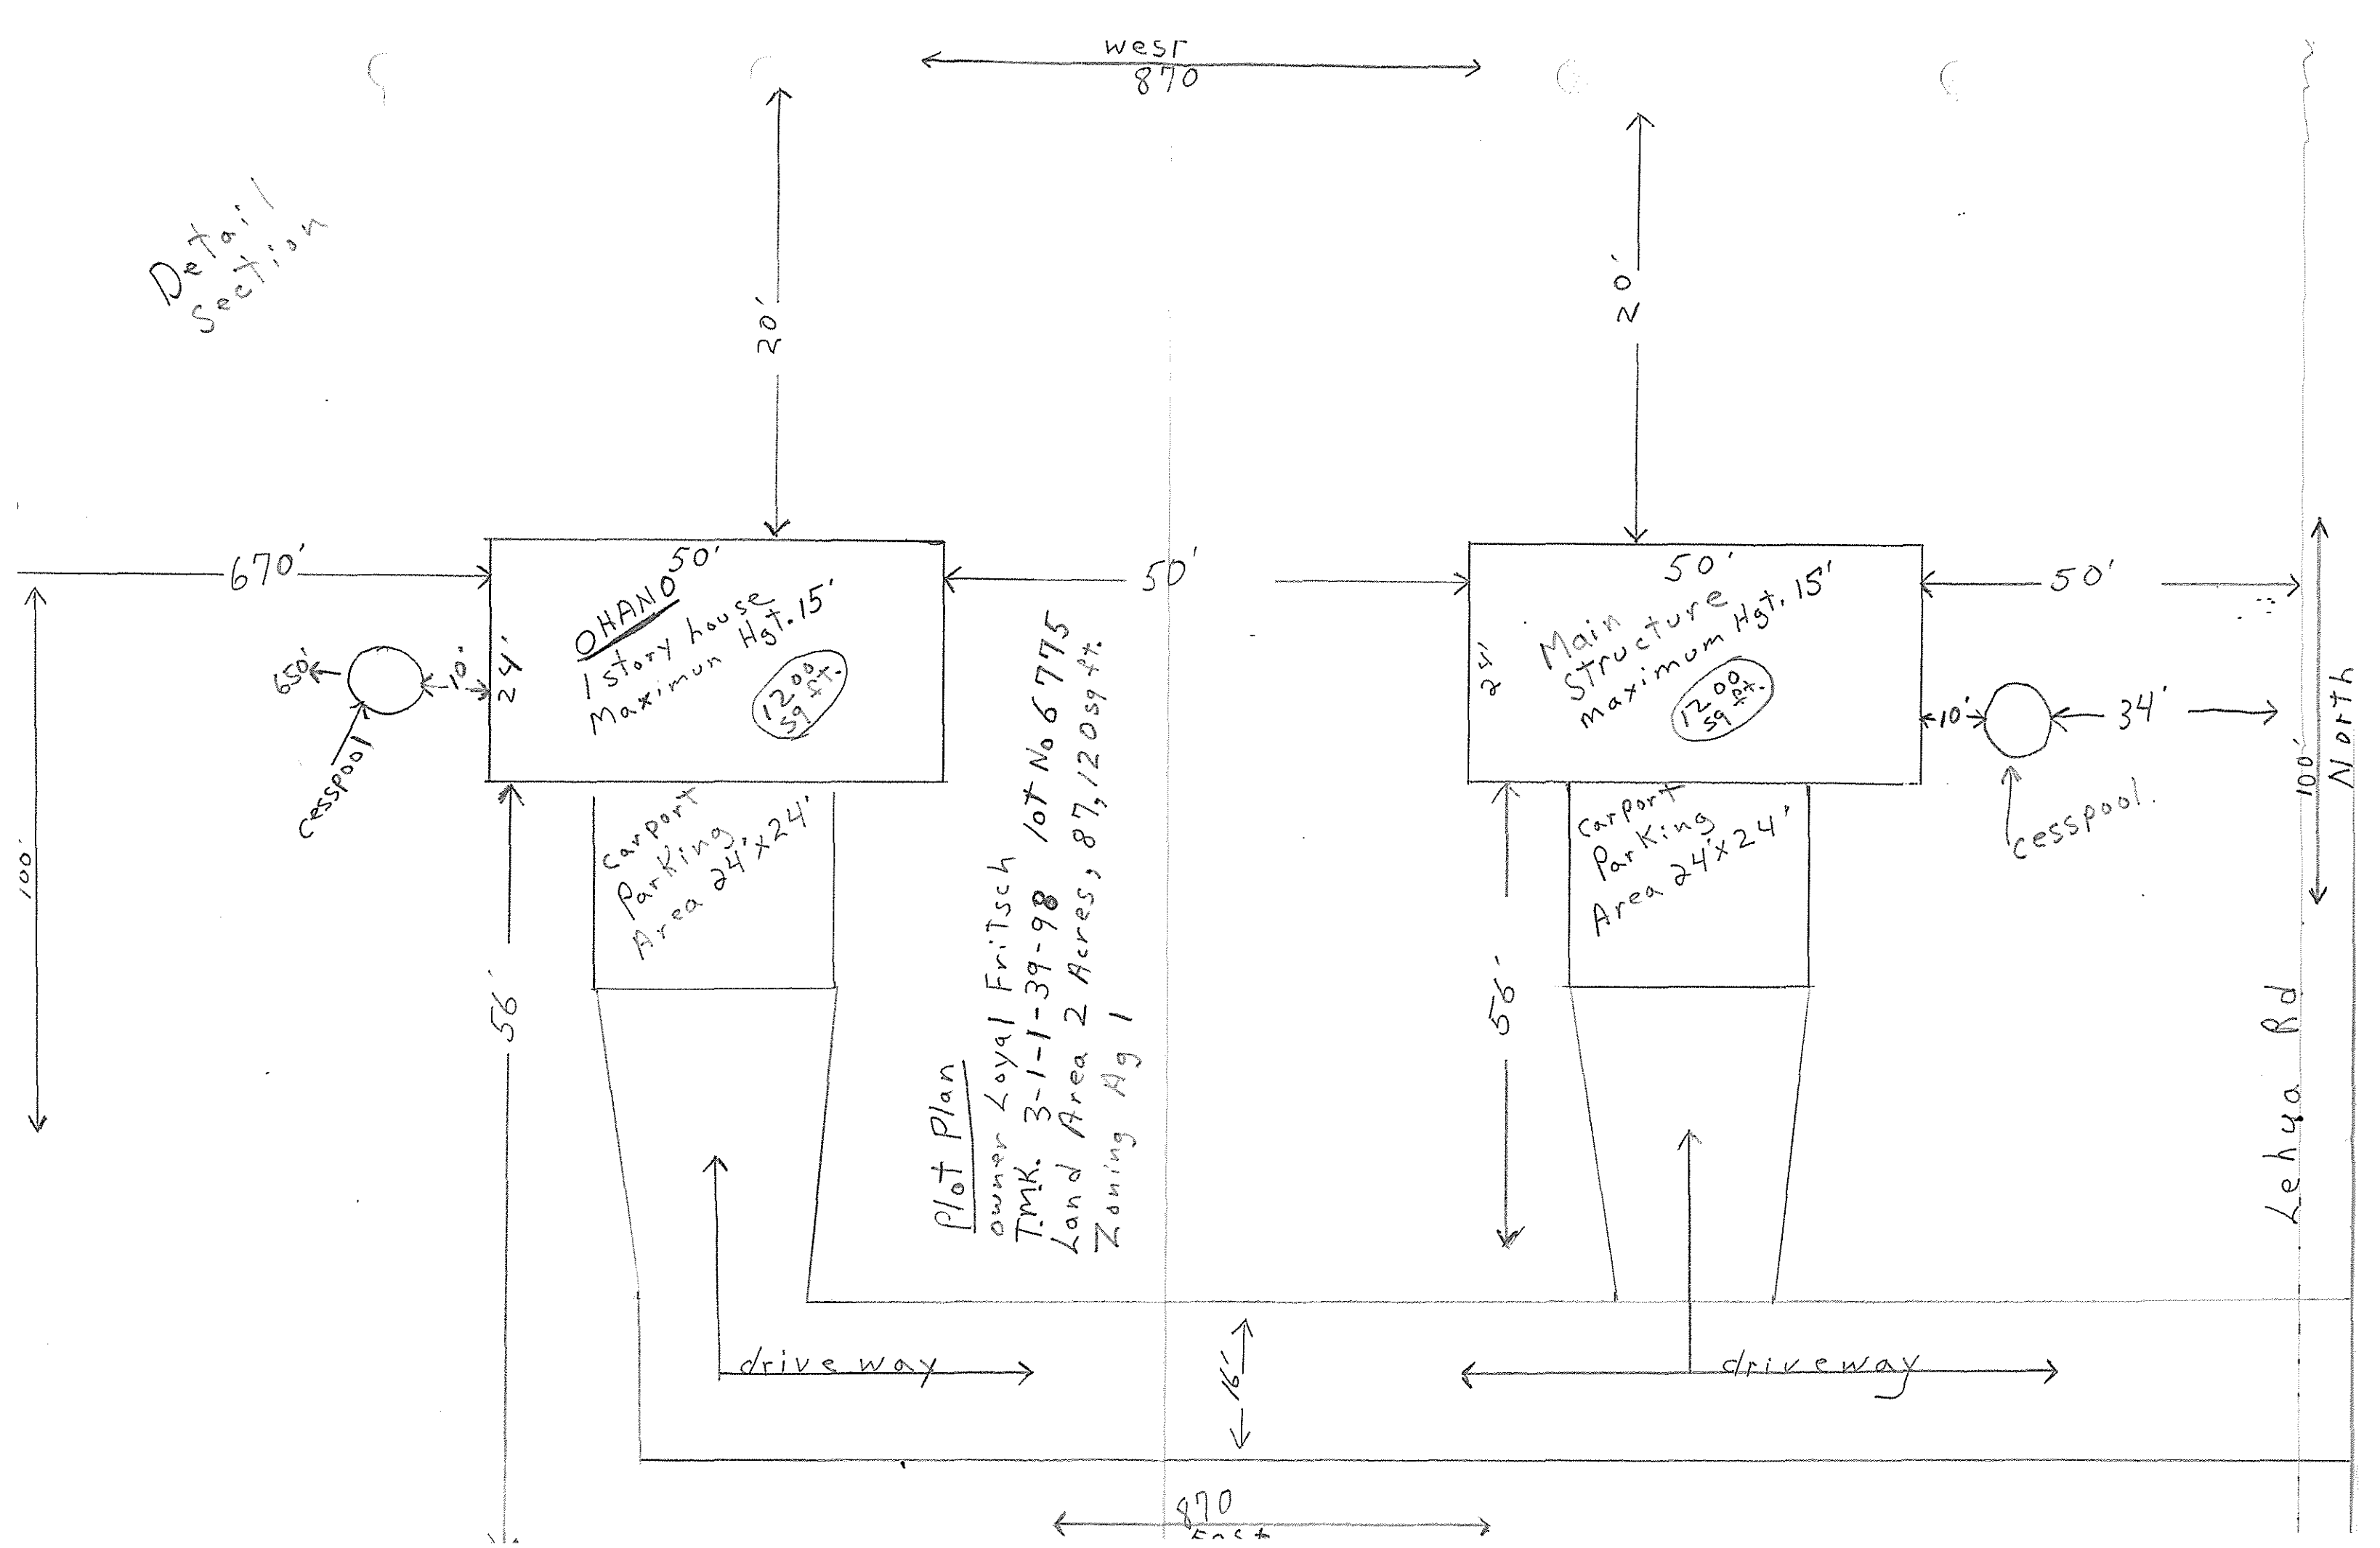 wesr
870
Detail
Section
20'
20'
670'
50'
OHANO
1 story house
Maximun Hgt. 15'
1200
sq ft.
24'
50'
50'
Main
Structure
maximum Hgt. 15'
1200
sq ft.
24'
50'
650'
10'
cesspool
10'
34'
cesspool.
100'
North
100'
carport
Parking
Area 24'x24'
carport
Parking
Area 24'x24'
56'
56'
Plot Plan
owner Loyal Fritsch lot No 6775
T.M.K. 3-1-1-39-98
Land Area 2 Acres, 87,120 sq ft.
Zoning Ag 1
Lehua Rd
drive way
16'
driveway
870
East